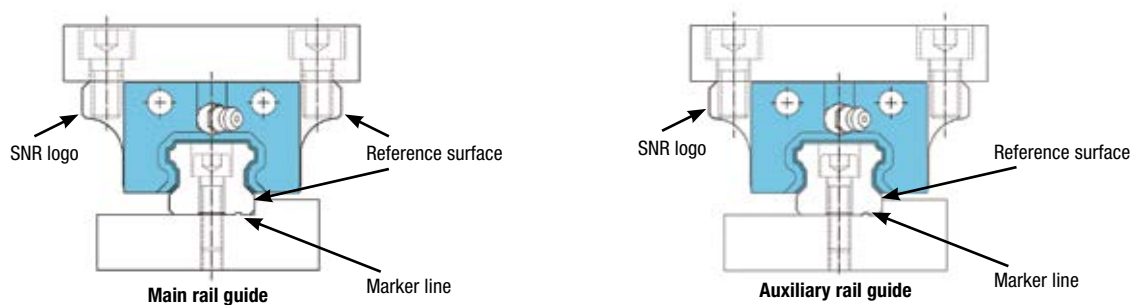 SNR logo
Reference surface
Marker line
Main rail guide
SNR logo
Reference surface
Marker line
Auxiliary rail guide